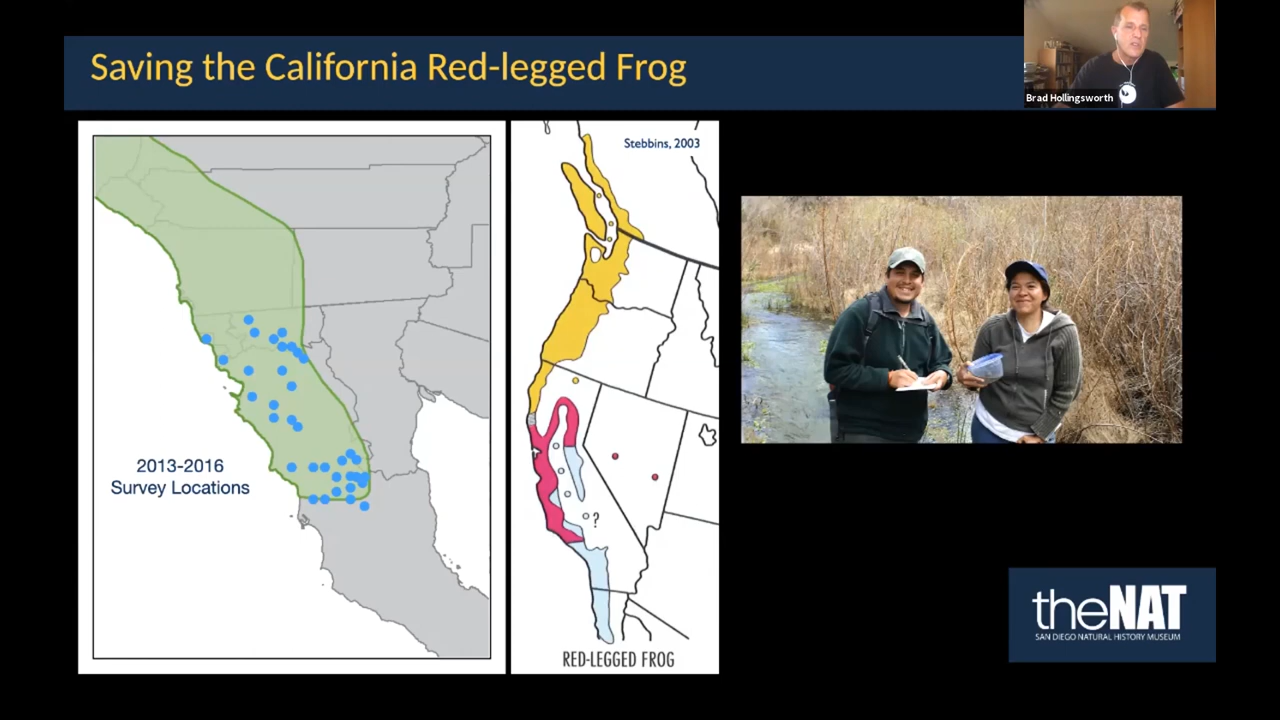 Saving the California Red-legged Frog
Brad Hollingsworth
Stebbins, 2003
2013-2016
Survey Locations
?
RED-LEGGED FROG
theNAT
SAN DIEGO NATURAL HISTORY MUSEUM